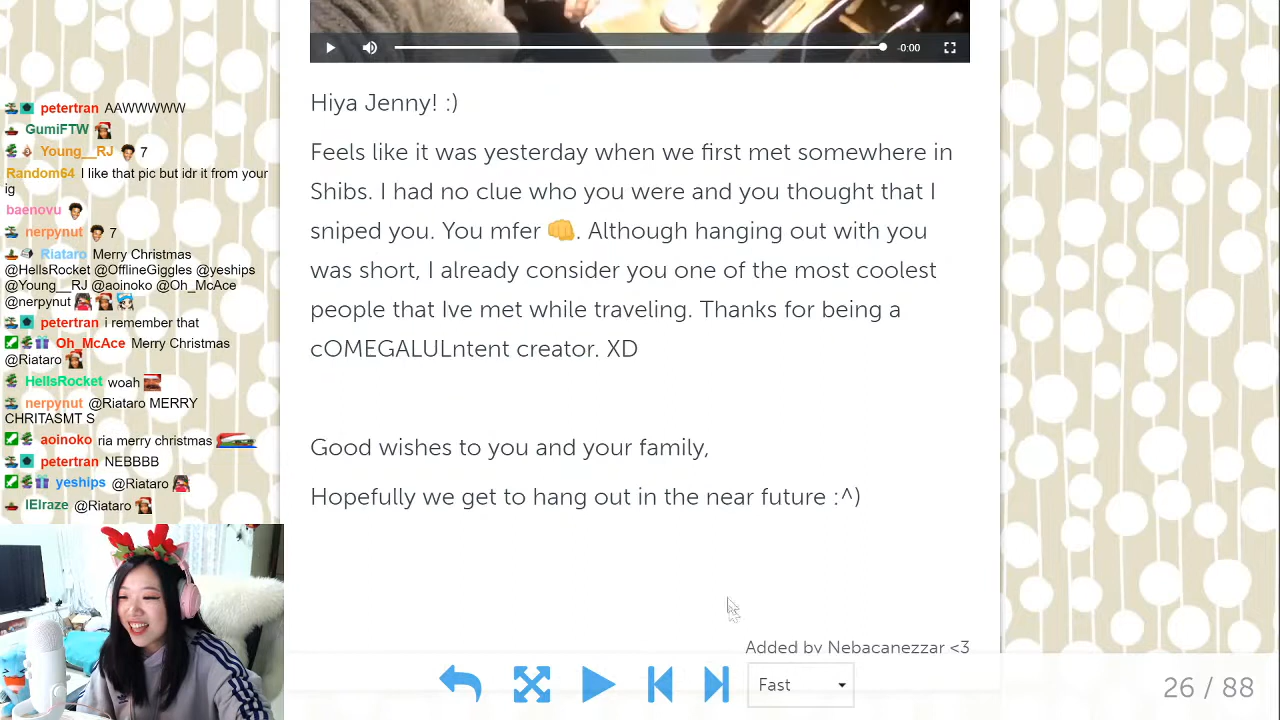 -0:00
Hiya Jenny! :)
Feels like it was yesterday when we first met somewhere in
Shibs. I had no clue who you were and you thought that I
sniped you. You mfer 👊. Although hanging out with you
was short, I already consider you one of the most coolest
people that Ive met while traveling. Thanks for being a
cOMEGALULntent creator. XD
Good wishes to you and your family,
Hopefully we get to hang out in the near future :^)
Added by Nebacanezzar <3
Fast
26 / 88
petertran AAWWWWW
GumiFTW
Young__RJ 7
Random64 I like that pic but idr it from your
ig
baenovu
nerpynut 7
Riataro Merry Christmas
@HellsRocket @OfflineGiggles @yeships
@Young__RJ @aoinoko @Oh_McAce
@nerpynut
petertran i remember that
Oh_McAce Merry Christmas
@Riataro
HellsRocket woah
nerpynut @Riataro MERRY
CHRITASMT S
aoinoko ria merry christmas
petertran NEBBBB
yeships @Riataro
lElraze @Riataro